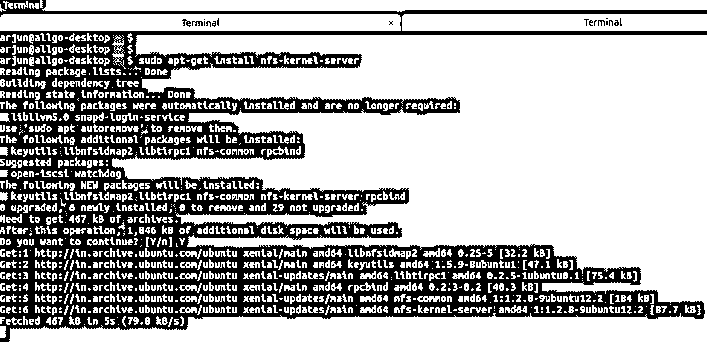 Terminal
Terminal × Terminal
arjun@allgo-desktop ~ $
arjun@allgo-desktop ~ $
arjun@allgo-desktop ~ $ sudo apt-get install nfs-kernel-server
Reading package lists... Done
Building dependency tree
Reading state information... Done
The following packages were automatically installed and are no longer required:
libllvm5.0 snapd-login-service
Use 'sudo apt autoremove' to remove them.
The following additional packages will be installed:
keyutils libnfsidmap2 libtirpc1 nfs-common rpcbind
Suggested packages:
open-iscsi watchdog
The following NEW packages will be installed:
keyutils libnfsidmap2 libtirpc1 nfs-common nfs-kernel-server rpcbind
0 upgraded, 6 newly installed, 0 to remove and 29 not upgraded.
Need to get 467 kB of archives.
After this operation, 1,846 kB of additional disk space will be used.
Do you want to continue? [Y/n] Y
Get:1 http://in.archive.ubuntu.com/ubuntu xenial/main amd64 libnfsidmap2 amd64 0.25-5 [32.2 kB]
Get:2 http://in.archive.ubuntu.com/ubuntu xenial/main amd64 keyutils amd64 1.5.9-8ubuntu1 [47.1 kB]
Get:3 http://in.archive.ubuntu.com/ubuntu xenial-updates/main amd64 libtirpc1 amd64 0.2.5-1ubuntu0.1 [75.4 kB]
Get:4 http://in.archive.ubuntu.com/ubuntu xenial/main amd64 rpcbind amd64 0.2.3-0.2 [40.3 kB]
Get:5 http://in.archive.ubuntu.com/ubuntu xenial-updates/main amd64 nfs-common amd64 1:1.2.8-9ubuntu12.2 [184 kB]
Get:6 http://in.archive.ubuntu.com/ubuntu xenial-updates/main amd64 nfs-kernel-server amd64 1:1.2.8-9ubuntu12.2 [87.7 kB]
Fetched 467 kB in 5s (79.0 kB/s)